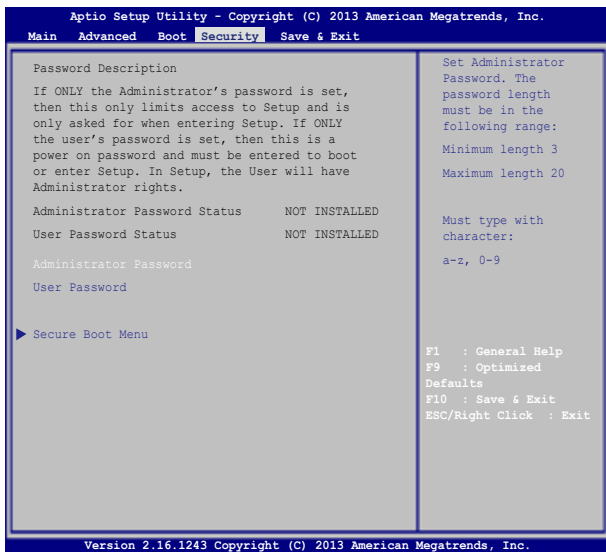 Aptio Setup Utility - Copyright (C) 2013 American Megatrends, Inc.
Main Advanced Boot Security Save & Exit
Password Description
If ONLY the Administrator's password is set,
then this only limits access to Setup and is
only asked for when entering Setup. If ONLY
the user's password is set, then this is a
power on password and must be entered to boot
or enter Setup. In Setup, the User will have
Administrator rights.
Administrator Password Status NOT INSTALLED
User Password Status NOT INSTALLED
Administrator Password
User Password
Secure Boot Menu
Set Administrator
Password. The
password length
must be in the
following range:
Minimum length 3
Maximum length 20
Must type with
character:
a-z, 0-9
F1 : General Help
F9 : Optimized
Defaults
F10 : Save & Exit
ESC/Right Click : Exit
Version 2.16.1243 Copyright (C) 2013 American Megatrends, Inc.